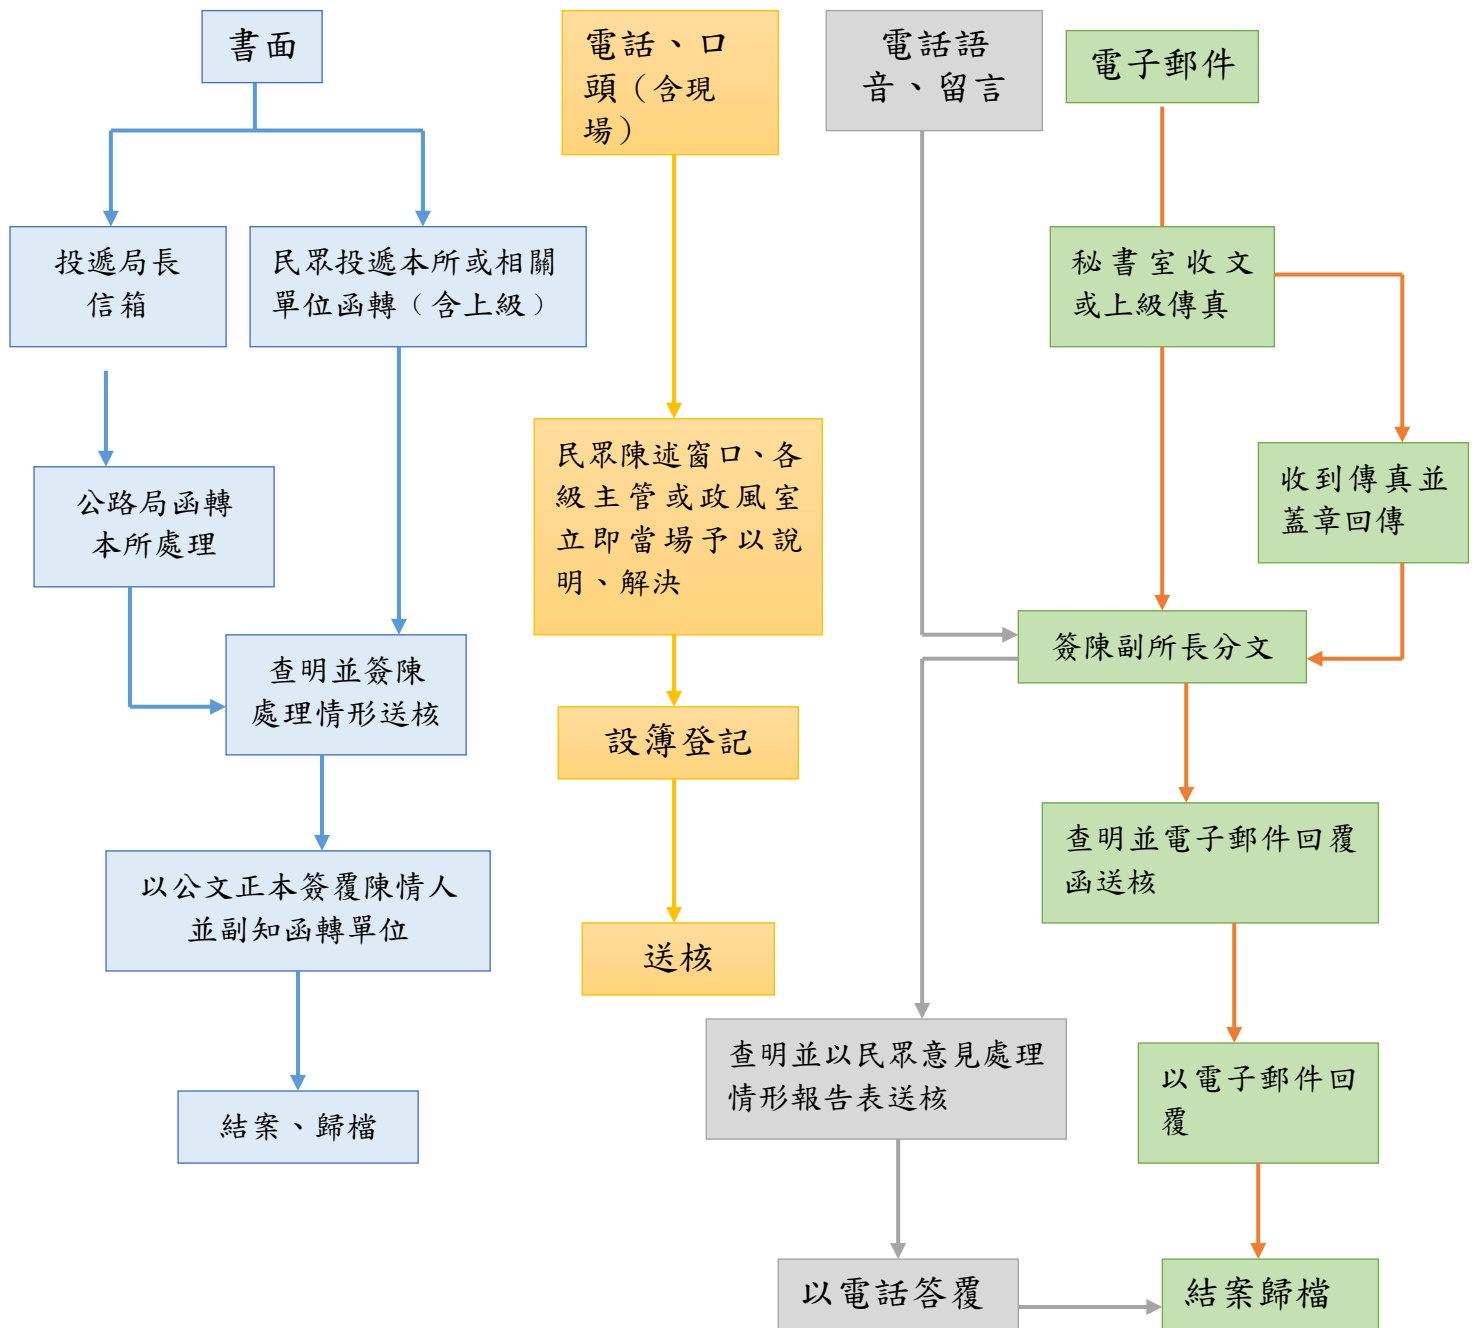 書面
投遞局長
信箱
民眾投遞本所或相關
單位函轉（含上級）
公路局函轉
本所處理
查明並簽陳
處理情形送核
以公文正本簽覆陳情人
並副知函轉單位
結案、歸檔
電話、口
頭（含現
場）
民眾陳述窗口、各
級主管或政風室
立即當場予以說
明、解決
設簿登記
送核
電話語
音、留言
電子郵件
秘書室收文
或上級傳真
收到傳真並
蓋章回傳
簽陳副所長分文
查明並電子郵件回覆
函送核
查明並以民眾意見處理
情形報告表送核
以電子郵件回
覆
以電話答覆
結案歸檔